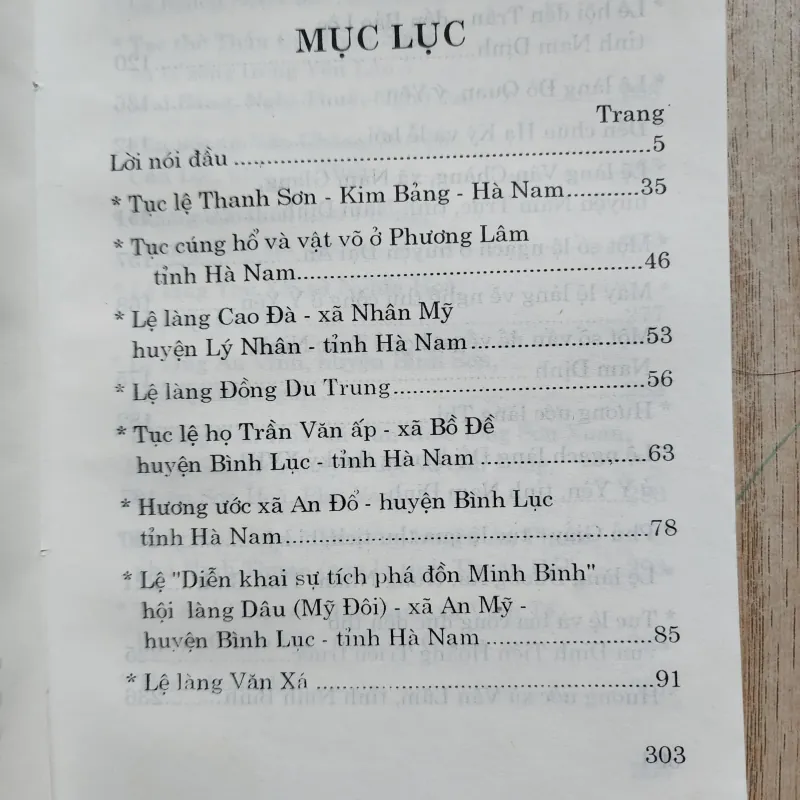 MỤC LỤC
Trang
Lời nói đầu ................................................5
* Tục lệ Thanh Sơn - Kim Bảng - Hà Nam...........35
* Tục cúng hổ và vật võ ở Phương Lâm
tỉnh Hà Nam.............................................46
* Lệ làng Cao Đà - xã Nhân Mỹ
huyện Lý Nhân - tỉnh Hà Nam......................53
* Lệ làng Đồng Du Trung................................56
* Tục lệ họ Trần Văn ấp - xã Bồ Đề
huyện Bình Lục - tỉnh Hà Nam .....................63
* Hương ước xã An Đổ - huyện Bình Lục
tỉnh Hà Nam..............................................78
* Lệ "Diễn khai sự tích phá đồn Minh Binh"
hội làng Dâu (Mỹ Đôi) - xã An Mỹ -
huyện Bình Lục - tỉnh Hà Nam .....................85
* Lệ làng Văn Xá ...........................................91
303